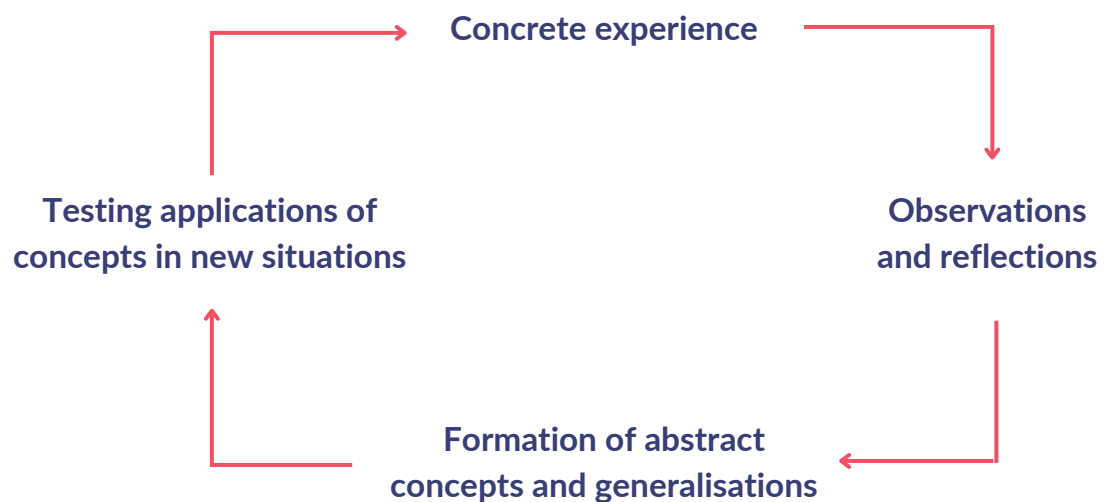 Concrete experience
Observations
and reflections
Formation of abstract
concepts and generalisations
Testing applications of
concepts in new situations